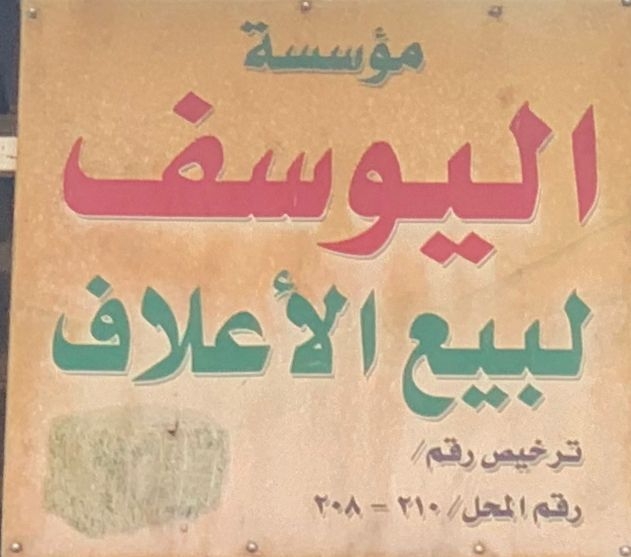 مؤسسة
اليوسف
لبيع الأعلاف
ترخيص رقم/
رقم المحل/ ٢١٠ - ٢٠٨